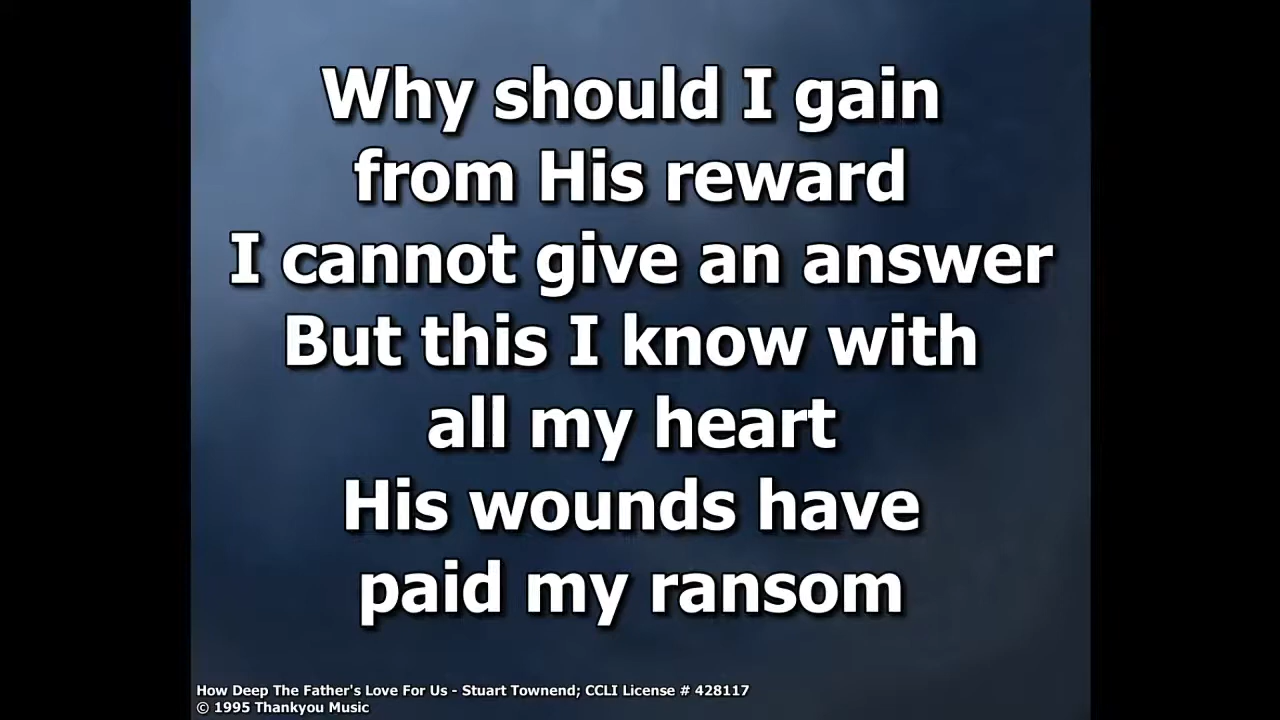 Why should I gain
from His reward
I cannot give an answer
But this I know with
all my heart
His wounds have
paid my ransom
How Deep The Father's Love For Us - Stuart Townend; CCLI License # 428117
© 1995 Thankyou Music